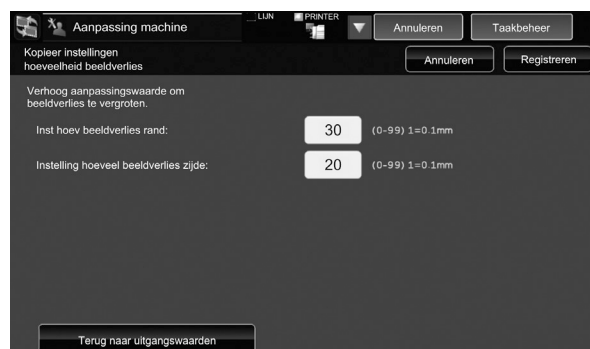 Aanpassing machine
LIJN
PRINTER
Annuleren
Taakbeheer
Kopieer instellingen
hoeveelheid beeldverlies
Annuleren
Registreren
Verhoog aanpassingswaarde om
beeldverlies te vergroten.
Inst hoev beeldverlies rand:
30
(0-99) 1=0.1mm
Instelling hoeveel beeldverlies zijde:
20
(0-99) 1=0.1mm
Terug naar uitgangswaarden